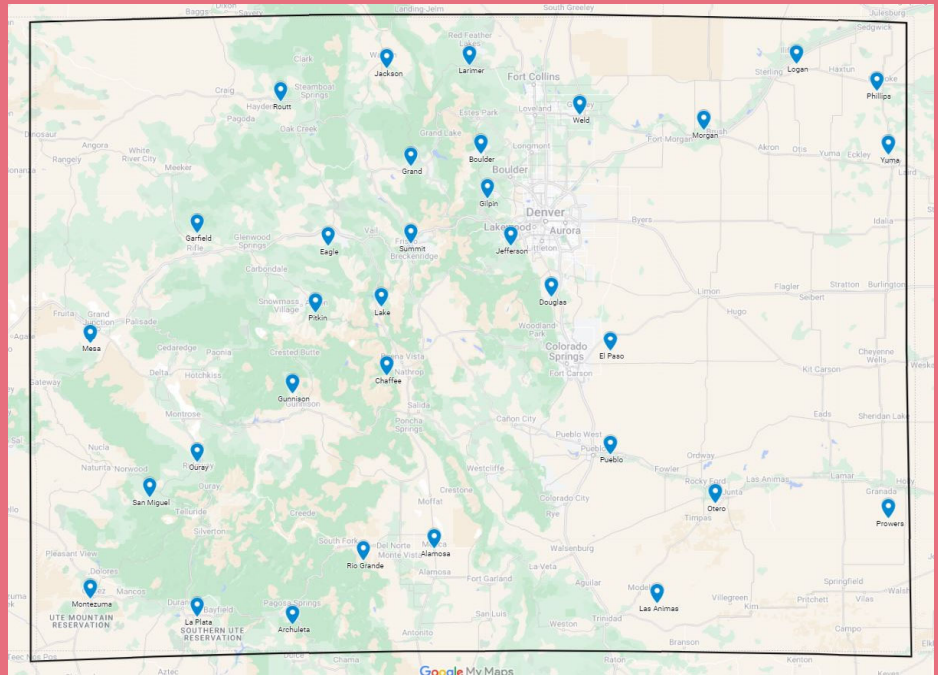 Baggs
Dixon
Landing-Jelm
South Greeley
Julesburg
Sedgwick
Red Feather
Lakes
Jackson
Larimer
Logan
Sterling
Haxtun
Phillips
Clark
Fort Collins
Craig
Steamboat
Springs
Hayden
Routt
Pagoda
Oak Creek
Estes Park
Loveland
Weld
Fort Morgan
Morgan
Dinosaur
Angora
Rangely
White
River City
Meeker
Grand Lake
Grand
Boulder
Boulder
Longmont
Akron
Otis
Yuma
Eckley
Yuma
Laird
Gilpin
Denver
Aurora
Byers
Idalia
Garfield
Rifle
Glenwood
Springs
Eagle
Vail
Summit
Breckenridge
Jefferson
Carbondale
Snowmass
Village
Pitkin
Lake
Douglas
Limon
Flagler
Seibert
Stratton
Burlington
Hugo
Fruita
Grand
Junction
Palisade
Mesa
Cedaredge
Paonia
Crested Butte
Woodland
Park
Colorado
Springs
El Paso
Fort Carson
Cheyenne
Wells
Kit Carson
Gateway
Delta
Hotchkiss
Gunnison
Chaffee
Nathrop
Montrose
Salida
Poncha
Springs
Cañon City
Eads
Sheridan Lake
Nucla
Naturita
Norwood
Ouray
Ouray
Pueblo West
Pueblo
Fowler
Ordway
Rocky Ford
Las Animas
Lamar
Holly
Granada
San Miguel
Telluride
Silverton
Creede
Crestone
Moffat
Westcliffe
Colorado City
Rye
Otero
Timpas
Prowers
South Fork
Del Norte
Monte Vista
Rio Grande
Alamosa
Alamosa
Walsenburg
Pleasant View
Dolores
Mancos
Montezuma
UTE MOUNTAIN
RESERVATION
Bayfield
La Plata
SOUTHERN UTE
RESERVATION
Pagosa Springs
Archuleta
Fort Garland
La Veta
Aguilar
Las Animas
Springfield
Villegreen
Kim
Pritchett
Vilas
Walsh
San Luis
Weston
Trinidad
Antonito
Campo
Branson
Aztec
Dulce
Chama
Raton
Kenton
Keyes
Google My Maps